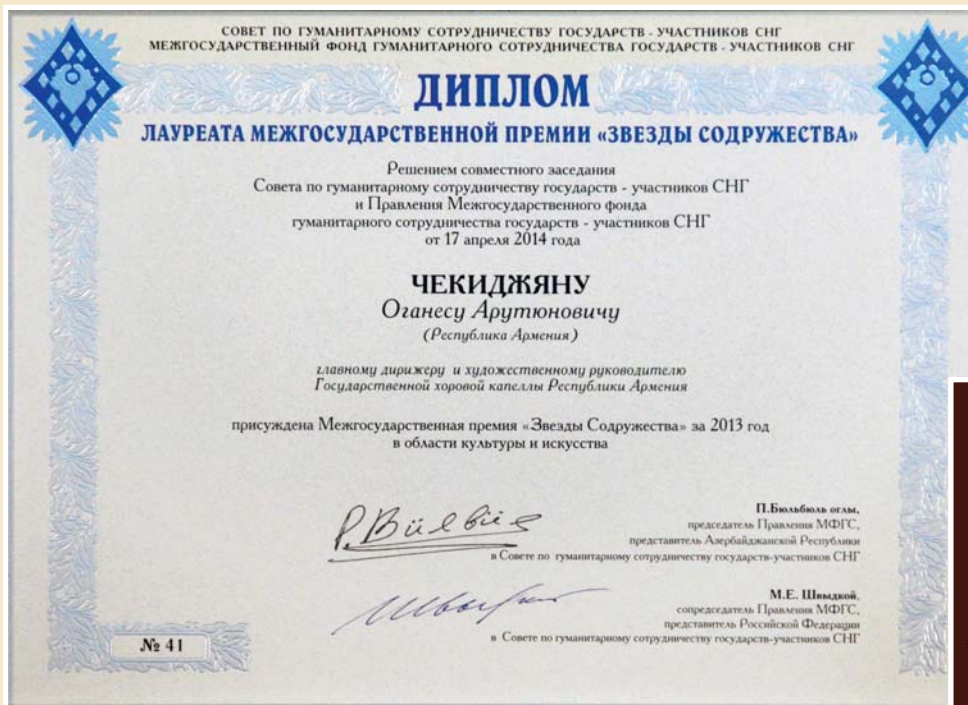 СОВЕТ ПО ГУМАНИТАРНОМУ СОТРУДНИЧЕСТВУ ГОСУДАРСТВ - УЧАСТНИКОВ СНГ
МЕЖГОСУДАРСТВЕННЫЙ ФОНД ГУМАНИТАРНОГО СОТРУДНИЧЕСТВА ГОСУДАРСТВ - УЧАСТНИКОВ СНГ
ДИПЛОМ
ЛАУРЕАТА МЕЖГОСУДАРСТВЕННОЙ ПРЕМИИ «ЗВЕЗДЫ СОДРУЖЕСТВА»
Решением совместного заседания
Совета по гуманитарному сотрудничеству государств - участников СНГ
и Правления Межгосударственного фонда
гуманитарного сотрудничества государств - участников СНГ
от 17 апреля 2014 года
ЧЕКИДЖЯНУ
Оганесу Арутюновичу
(Республика Армения)
главному дирижеру и художественному руководителю
Государственной хоровой капеллы Республики Армения
присуждена Межгосударственная премия «Звезды Содружества» за 2013 год
в области культуры и искусства
П.Бюльбюль оглы,
председатель Правления МФГС,
представитель Азербайджанской Республики
в Совете по гуманитарному сотрудничеству государств-участников СНГ
М.Е. Швыдкой,
сопредседатель Правления МФГС,
представитель Российской Федерации
в Совете по гуманитарному сотрудничеству государств-участников СНГ
№ 41